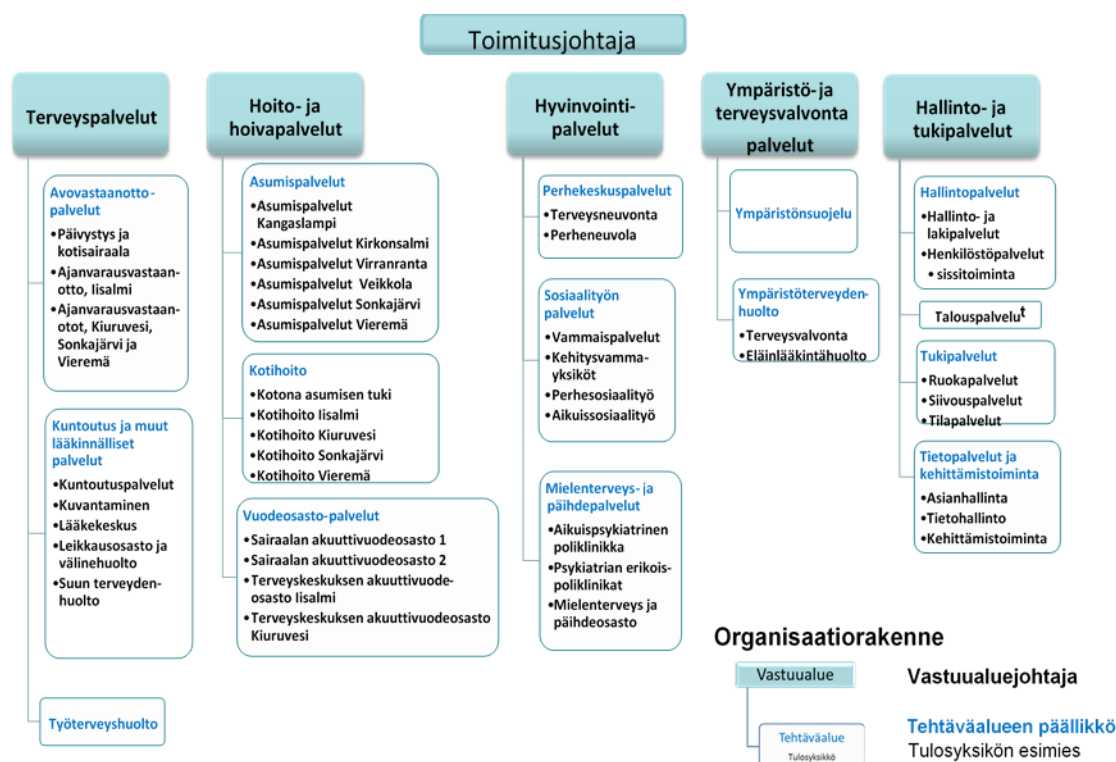 Toimitusjohtaja
Terveyspalvelut
Avovastaanotto-
palvelut
•Päivystys ja
kotisairaala
•Ajanvarausvastaan-
otto, Iisalmi
•Ajanvarausvastaan-
otot, Kiuruvesi,
Sonkajärvi ja
Vieremä
Kuntoutus ja muut
lääkinnälliset
palvelut
•Kuntoutuspalvelut
•Kuvantaminen
•Lääkekeskus
•Leikkausosasto ja
välinehuolto
•Suun terveyden-
huolto
Työterveyshuolto
Hoito- ja
hoivapalvelut
Asumispalvelut
•Asumispalvelut
Kangaslampi
•Asumispalvelut Kirkonsalmi
•Asumispalvelut Virranranta
•Asumispalvelut Veikkola
•Asumispalvelut Sonkajärvi
•Asumispalvelut Vieremä
Kotihoito
•Kotona asumisen tuki
•Kotihoito Iisalmi
•Kotihoito Kiuruvesi
•Kotihoito Sonkajärvi
•Kotihoito Vieremä
Vuodeosasto-palvelut
•Sairaalan akuuttivuodeosasto 1
•Sairaalan akuuttivuodeosasto 2
•Terveyskeskuksen akuuttivuode-
osasto Iisalmi
•Terveyskeskuksen akuuttivuodeosasto
Kiuruvesi
Hyvinvointi-
palvelut
Perhekeskuspalvelut
•Terveysneuvonta
•Perheneuvola
Sosiaalityön
palvelut
•Vammaispalvelut
•Kehitysvamma-
yksiköt
•Perhesosiaalityö
•Aikuissosiaalityö
Mielenterveys- ja
päihdepalvelut
•Aikuispsykiatrinen
poliklinikka
•Psykiatrian erikois-
poliklinikat
•Mielenterveys ja
päihdeosasto
Ympäristö- ja
terveysvalvonta
palvelut
Ympäristönsuojelu
Ympäristöterveyden-
huolto
•Terveysvalvonta
•Eläinlääkintähuolto
Hallinto- ja
tukipalvelut
Hallintopalvelut
•Hallinto- ja
lakipalvelut
•Henkilöstöpalvelut
•sissitoiminta
Talouspalvelut
Tukipalvelut
•Ruokapalvelut
•Siivouspalvelut
•Tilapalvelut
Tietopalvelut ja
kehittämistoiminta
•Asianhallinta
•Tietohallinto
•Kehittämistoiminta
Organisaatiorakenne
Vastuualue
Vastuualuejohtaja
Tehtäväalue
Tulosyksikkö
Tehtäväalueen päällikkö
Tulosyksikön esimies